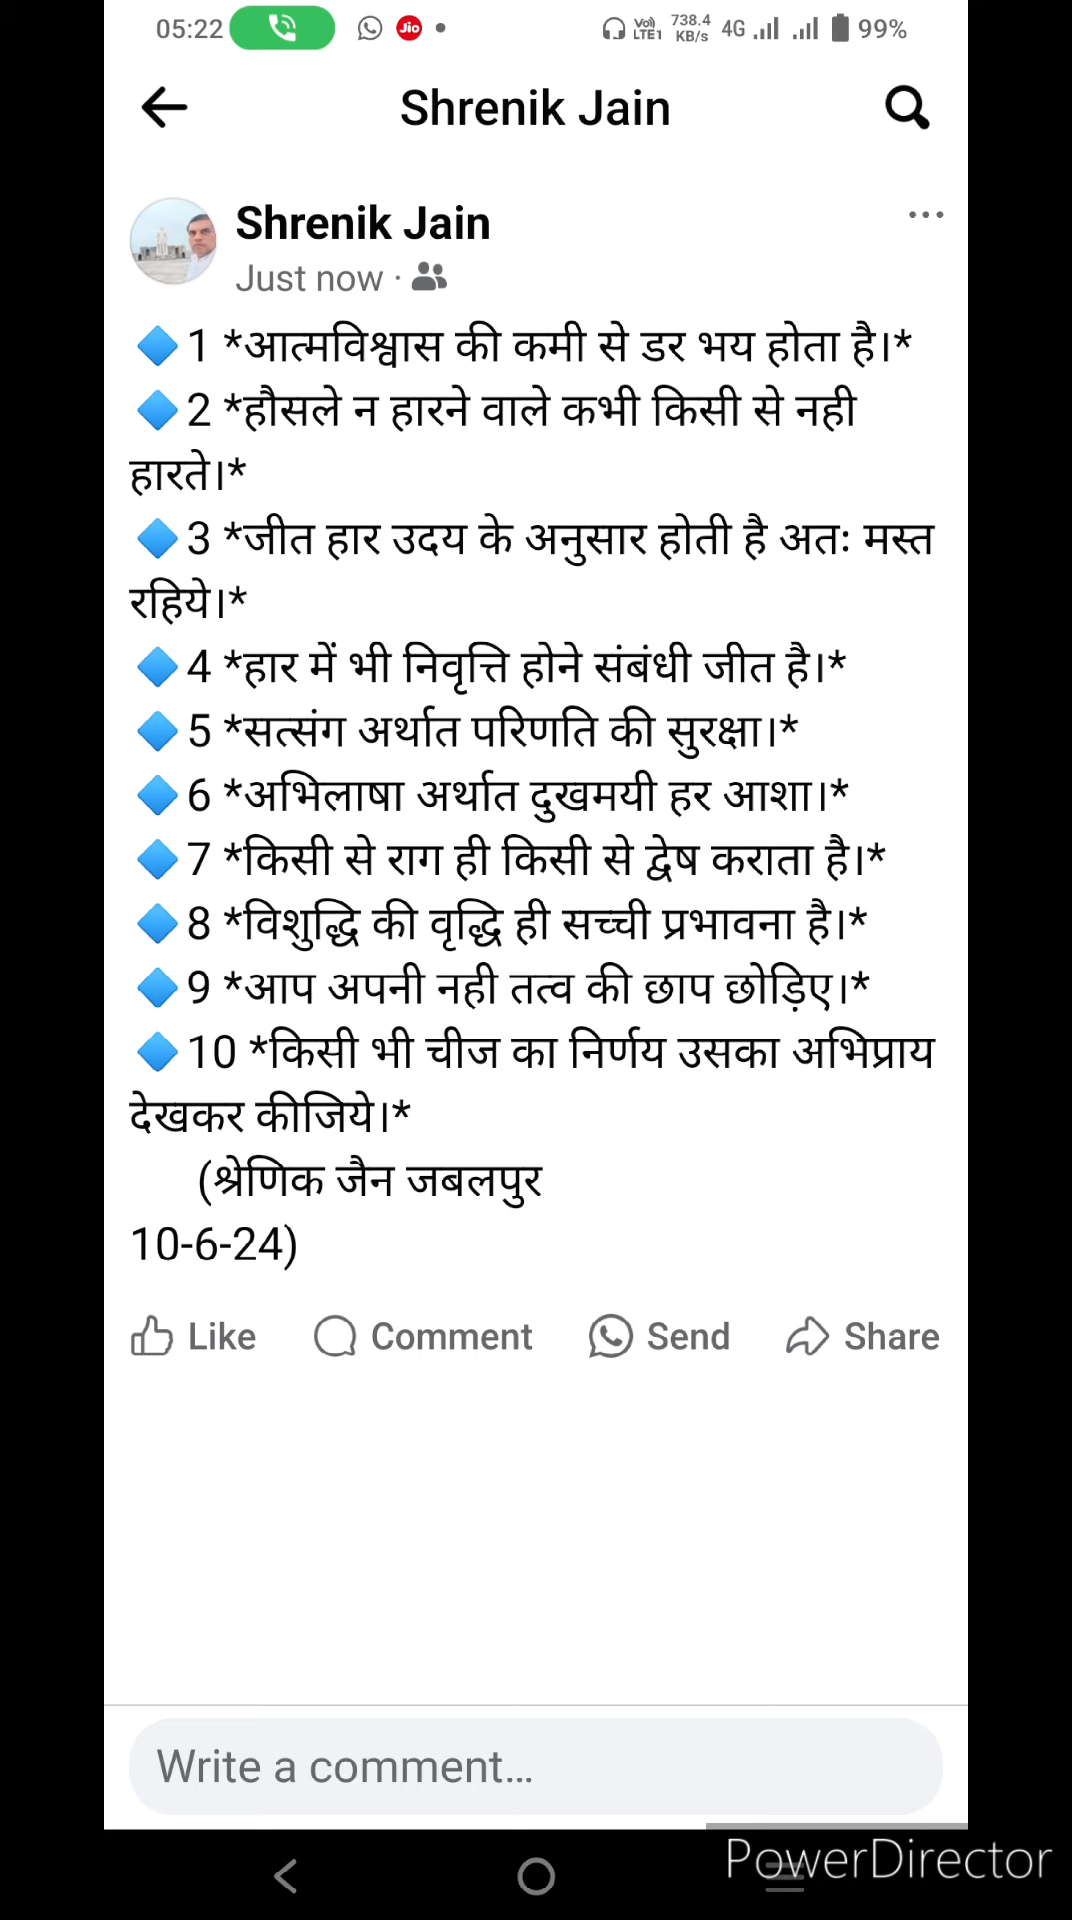 05:22 Jio Vo) LTE1 738.4 KB/s 4G 99%
Shrenik Jain
Shrenik Jain
Just now ·
🔷1 *आत्मविश्वास की कमी से डर भय होता है।*
🔷2 *हौसले न हारने वाले कभी किसी से नही
हारते।*
🔷3 *जीत हार उदय के अनुसार होती है अतः मस्त
रहिये।*
🔷4 *हार में भी निवृत्ति होने संबंधी जीत है।*
🔷5 *सत्संग अर्थात परिणति की सुरक्षा।*
🔷6 *अभिलाषा अर्थात दुखमयी हर आशा।*
🔷7 *किसी से राग ही किसी से द्वेष कराता है।*
🔷8 *विशुद्धि की वृद्धि ही सच्ची प्रभावना है।*
🔷9 *आप अपनी नही तत्व की छाप छोड़िए।*
🔷10 *किसी भी चीज का निर्णय उसका अभिप्राय
देखकर कीजिये।*
(श्रेणिक जैन जबलपुर
10-6-24)
Like Comment Send Share
Write a comment...
PowerDirector